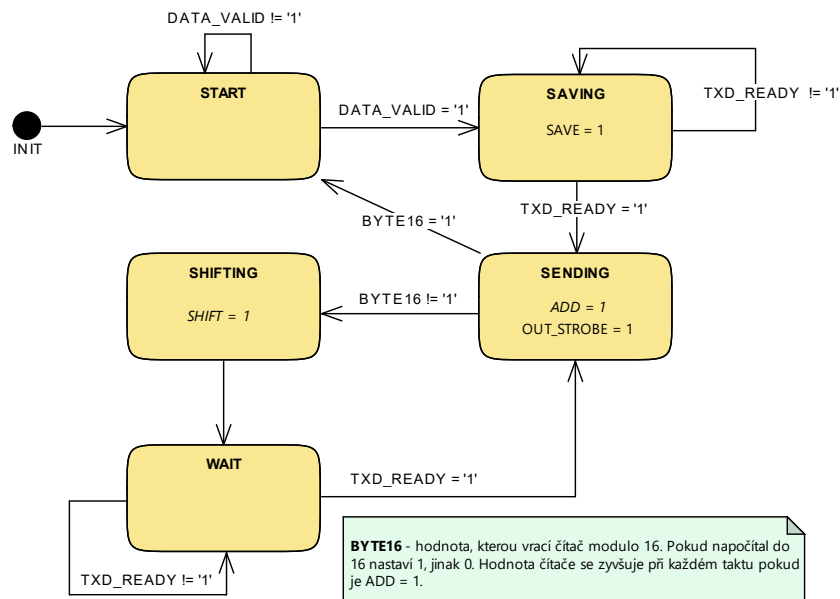 DATA_VALID != '1'
START
SAVING
TXD_READY != '1'
DATA_VALID = '1'
SAVE = 1
INIT
TXD_READY = '1'
BYTE16 = '1'
SHIFTING
SENDING
BYTE16 != '1'
SHIFT = 1
ADD = 1
OUT_STROBE = 1
WAIT
TXD_READY = '1'
BYTE16 - hodnota, kterou vrací čítač modulo 16. Pokud napočítal do
16 nastaví 1, jinak 0. Hodnota čítače se zyvšuje při každém taktu pokud
je ADD = 1.
TXD_READY != '1'